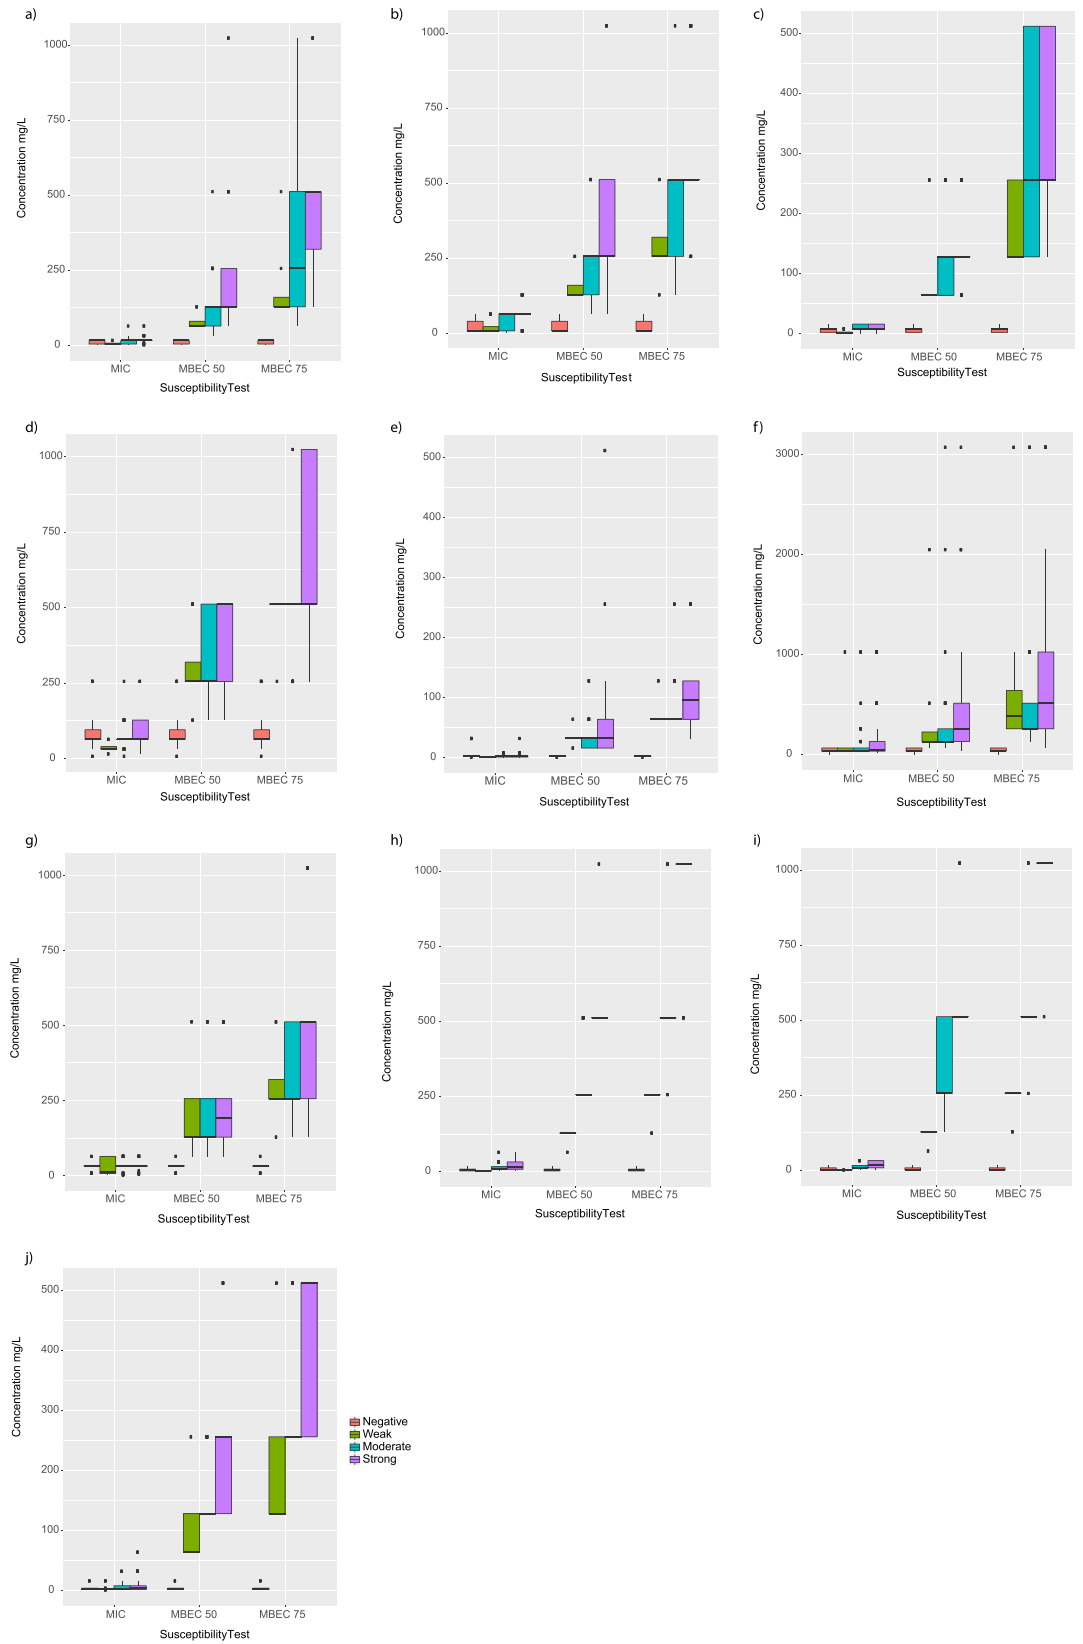 a)
1000
750
500
250
0
Concentration mg/L
MIC MBEC 50 MBEC 75
SusceptibilityTest
b)
1000
750
500
250
0
Concentration mg/L
MIC MBEC 50 MBEC 75
SusceptibilityTest
c)
500
400
300
200
100
0
Concentration mg/L
MIC MBEC 50 MBEC 75
SusceptibilityTest
d)
1000
750
500
250
0
Concentration mg/L
MIC MBEC 50 MBEC 75
SusceptibilityTest
e)
500
400
300
200
100
0
Concentration mg/L
MIC MBEC 50 MBEC 75
SusceptibilityTest
f)
3000
2000
1000
0
Concentration mg/L
MIC MBEC 50 MBEC 75
SusceptibilityTest
g)
1000
750
500
250
0
Concentration mg/L
MIC MBEC 50 MBEC 75
SusceptibilityTest
h)
1000
750
500
250
0
Concentration mg/L
MIC MBEC 50 MBEC 75
SusceptibilityTest
i)
1000
750
500
250
0
Concentration mg/L
MIC MBEC 50 MBEC 75
SusceptibilityTest
j)
500
400
300
200
100
0
Concentration mg/L
MIC MBEC 50 MBEC 75
SusceptibilityTest
Negative
Weak
Moderate
Strong